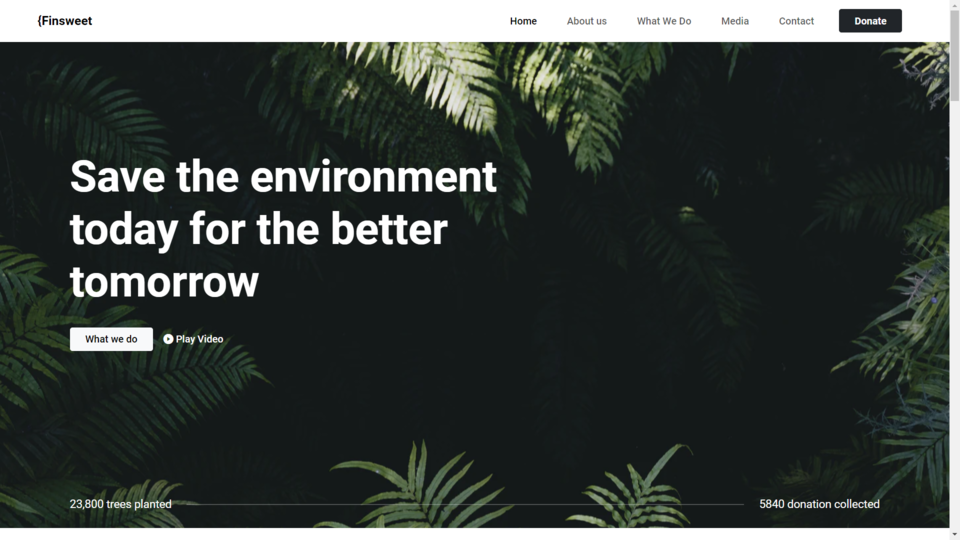 {Finsweet
Home
About us
What We Do
Media
Contact
Donate
Save the environment
today for the better
tomorrow
What we do
Play Video
23,800 trees planted
5840 donation collected